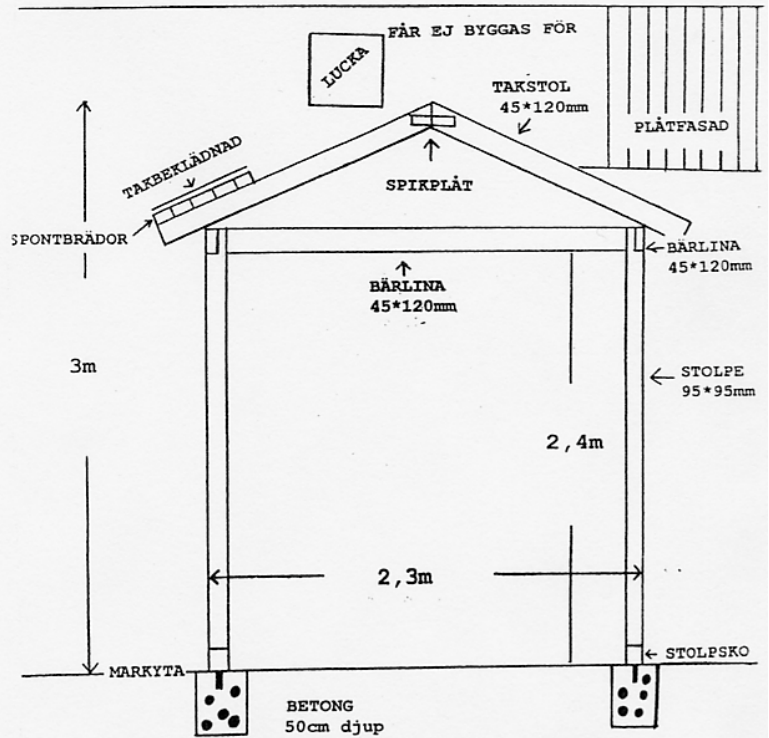 FÅR EJ BYGGAS FÖR
LUCKA
TAKSTOL
45*120mm
PLÅTFASAD
TAKBEKLÄDNAD
SPIKPLÅT
SPONTBRÄDOR
BÄRLINA
45*120mm
BÄRLINA
45*120mm
3m
STOLPE
95*95mm
2,4m
2,3m
MARKYTA
STOLPSKO
BETONG
50cm djup